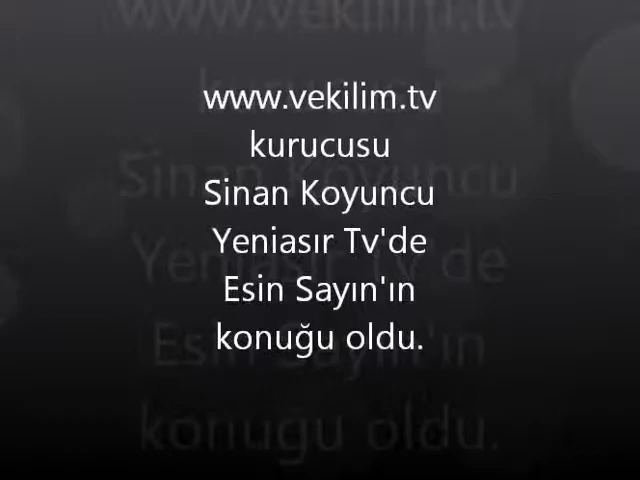 www.vekilim.tv
kurucusu
Sinan Koyuncu
Yeniasır Tv'de
Esin Sayın'ın
konuğu oldu.